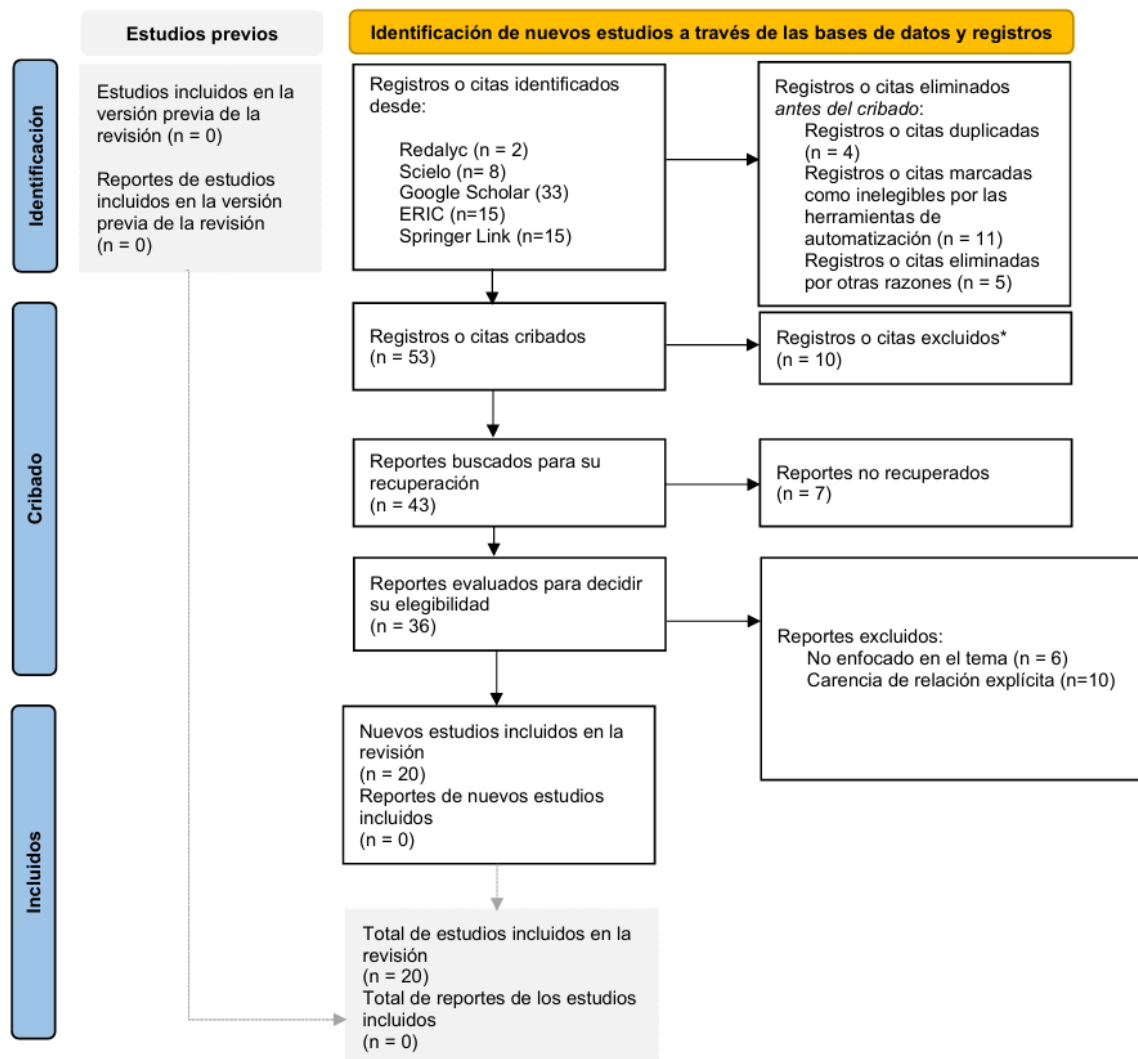 Estudios previos
Identificación de nuevos estudios a través de las bases de datos y registros
Identificación
Estudios incluidos en la
versión previa de la
revisión (n = 0)
Reportes de estudios
incluidos en la versión
previa de la revisión
(n = 0)
Registros o citas identificados
desde:
Redalyc (n = 2)
Scielo (n= 8)
Google Scholar (33)
ERIC (n=15)
Springer Link (n=15)
Registros o citas eliminados
antes del cribado:
Registros o citas duplicadas
(n = 4)
Registros o citas marcadas
como inelegibles por las
herramientas de
automatización (n = 11)
Registros o citas eliminadas
por otras razones (n = 5)
Cribado
Registros o citas cribados
(n = 53)
Registros o citas excluidos*
(n = 10)
Reportes buscados para su
recuperación
(n = 43)
Reportes no recuperados
(n = 7)
Reportes evaluados para decidir
su elegibilidad
(n = 36)
Reportes excluidos:
No enfocado en el tema (n = 6)
Carencia de relación explícita (n=10)
Incluidos
Nuevos estudios incluidos en la
revisión
(n = 20)
Reportes de nuevos estudios
incluidos
(n = 0)
Total de estudios incluidos en la
revisión
(n = 20)
Total de reportes de los estudios
incluidos
(n = 0)